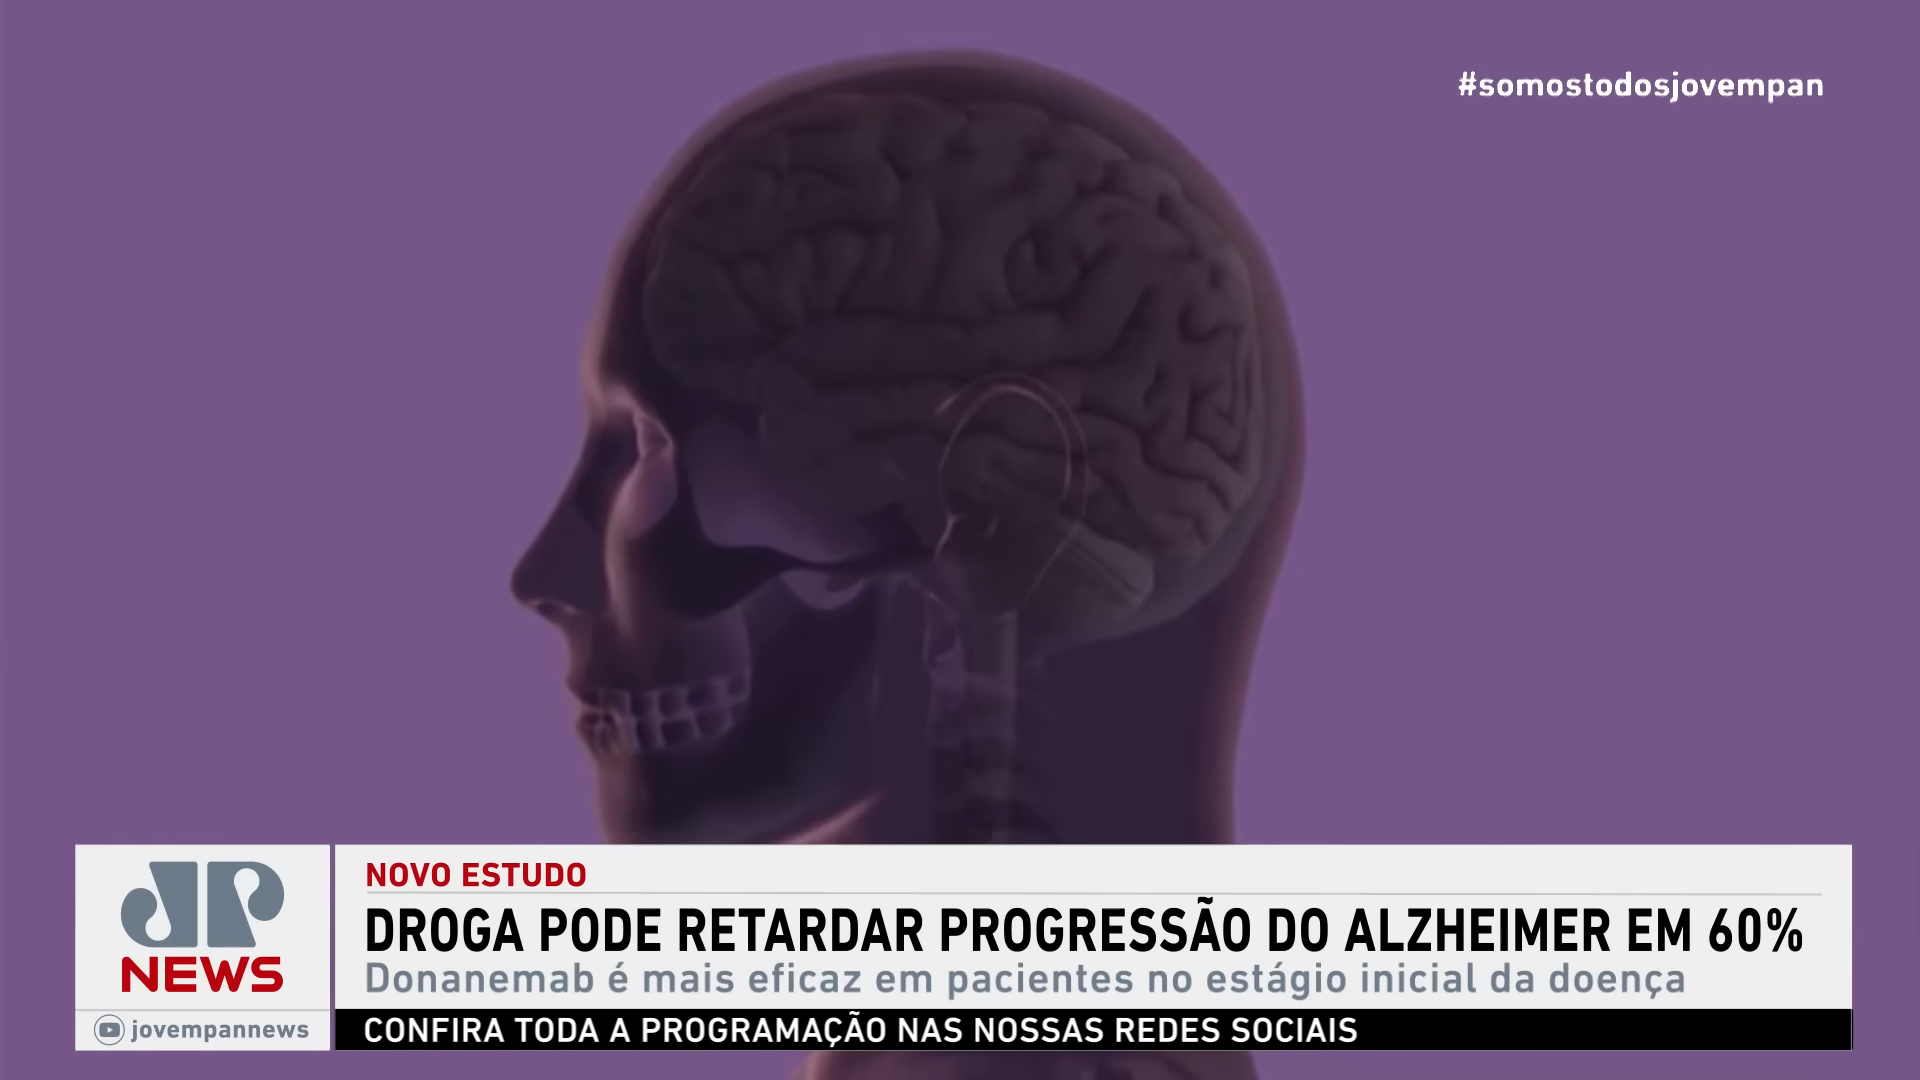 #somostodosjovempan
NOVO ESTUDO
DROGA PODE RETARDAR PROGRESSÃO DO ALZHEIMER EM 60%
Donanemab é mais eficaz em pacientes no estágio inicial da doença
JP
NEWS
jovempannews
CONFIRA TODA A PROGRAMAÇÃO NAS NOSSAS REDES SOCIAIS